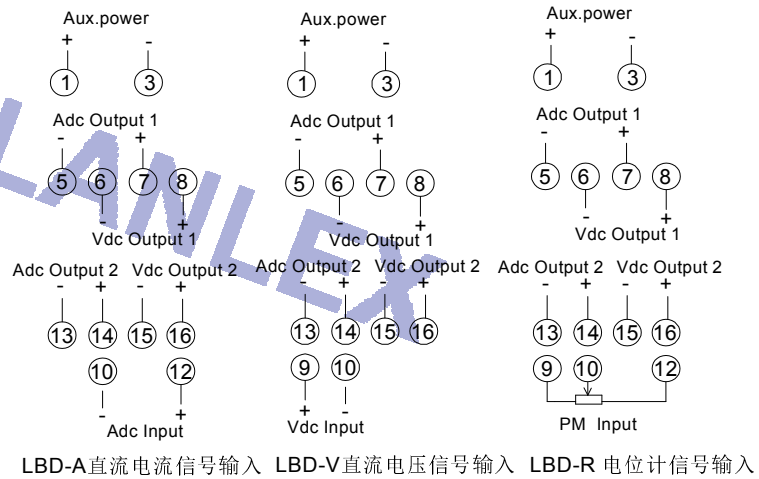 Aux.power
+ -
1 3
Adc Output 1
- +
5 6 7 8
- +
Vdc Output 1
Adc Output 2 Vdc Output 2
- + - +
13 14 15 16
10 12
- +
Adc Input
LBD-A直流电流信号输入
Aux.power
+ -
1 3
Adc Output 1
- +
5 6 7 8
- +
Vdc Output 1
Adc Output 2 Vdc Output 2
- + - +
13 14 15 16
9 10
+ -
Vdc Input
LBD-V直流电压信号输入
Aux.power
+ -
1 3
Adc Output 1
- +
5 6 7 8
- +
Vdc Output 1
Adc Output 2 Vdc Output 2
- + - +
13 14 15 16
9 10 12
PM Input
LBD-R 电位计信号输入
LANLEX